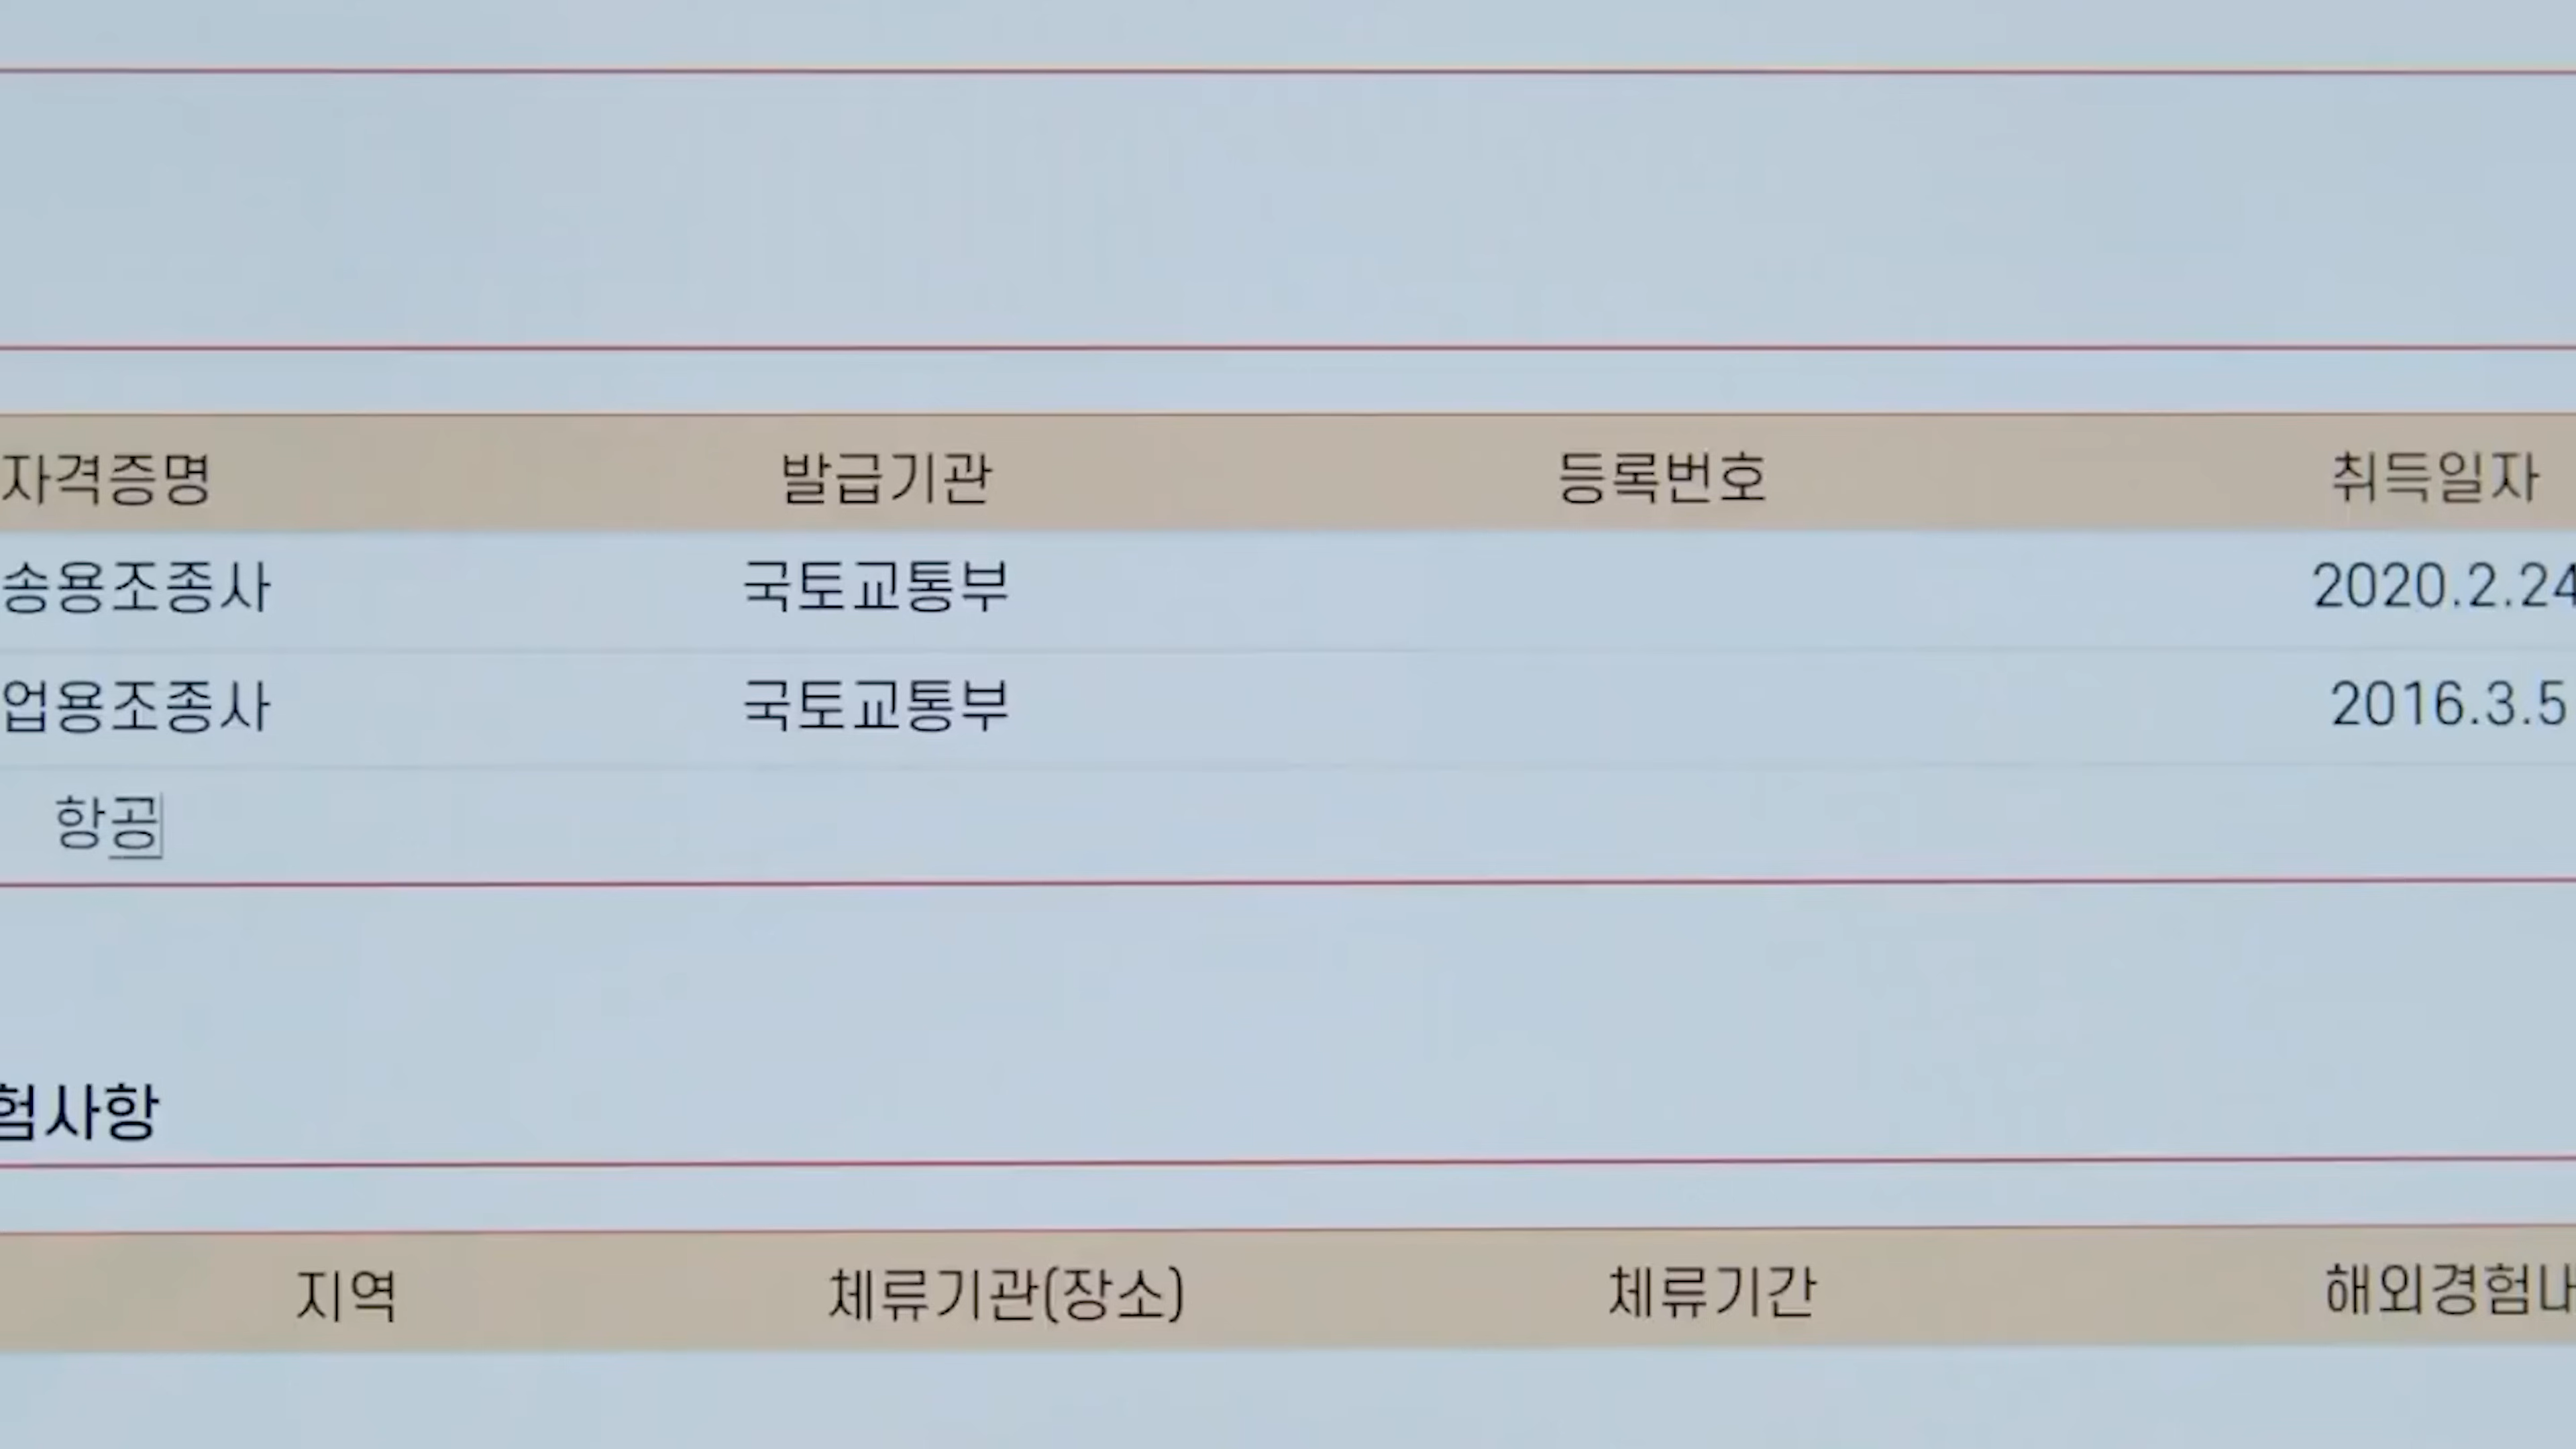 자격증명 발급기관 등록번호 취득일자
송용조종사 국토교통부 2020.2.24
업용조종사 국토교통부 2016.3.5
항공
험사항
지역 체류기관(장소) 체류기간 해외경험내